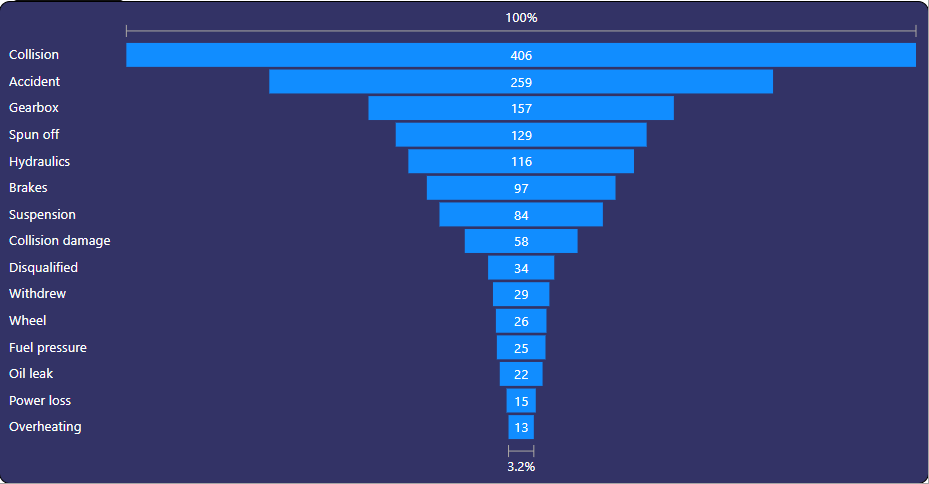 100%
Collision 406
Accident 259
Gearbox 157
Spun off 129
Hydraulics 116
Brakes 97
Suspension 84
Collision damage 58
Disqualified 34
Withdrew 29
Wheel 26
Fuel pressure 25
Oil leak 22
Power loss 15
Overheating 13
3.2%